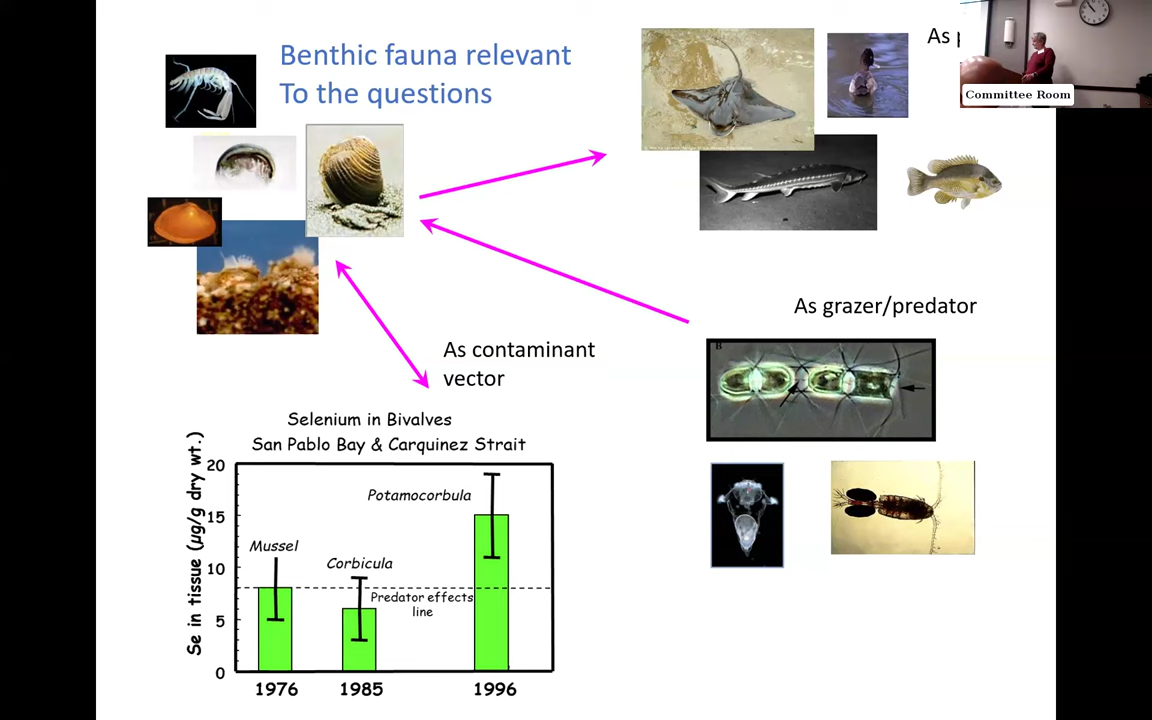 Benthic fauna relevant
To the questions
As
Committee Room
As grazer/predator
B
As contaminant
vector
Selenium in Bivalves
San Pablo Bay & Carquinez Strait
Se in tissue (µg/g dry wt.)
20
15
10
5
0
Mussel
Corbicula
Potamocorbula
Predator effects
line
1976
1985
1996